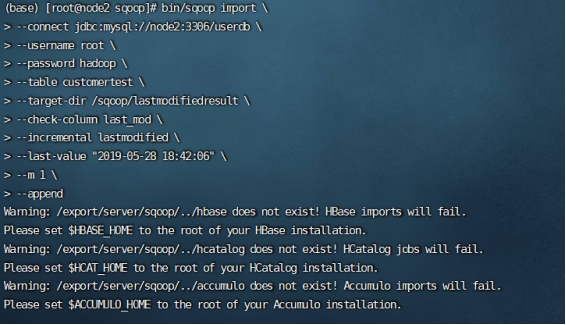 (base) [root@node2 sqoop]# bin/sqoop import \
> --connect jdbc:mysql://node2:3306/userdb \
> --username root \
> --password hadoop \
> --table customertest \
> --target-dir /sqoop/lastmodifiedresult \
> --check-column last_mod \
> --incremental lastmodified \
> --last-value "2019-05-28 18:42:06" \
> --m 1 \
> --append
Warning: /export/server/sqoop/../hbase does not exist! HBase imports will fail.
Please set $HBASE_HOME to the root of your HBase installation.
Warning: /export/server/sqoop/../hcatalog does not exist! HCatalog jobs will fail.
Please set $HCAT_HOME to the root of your HCatalog installation.
Warning: /export/server/sqoop/../accumulo does not exist! Accumulo imports will fail.
Please set $ACCUMULO_HOME to the root of your Accumulo installation.